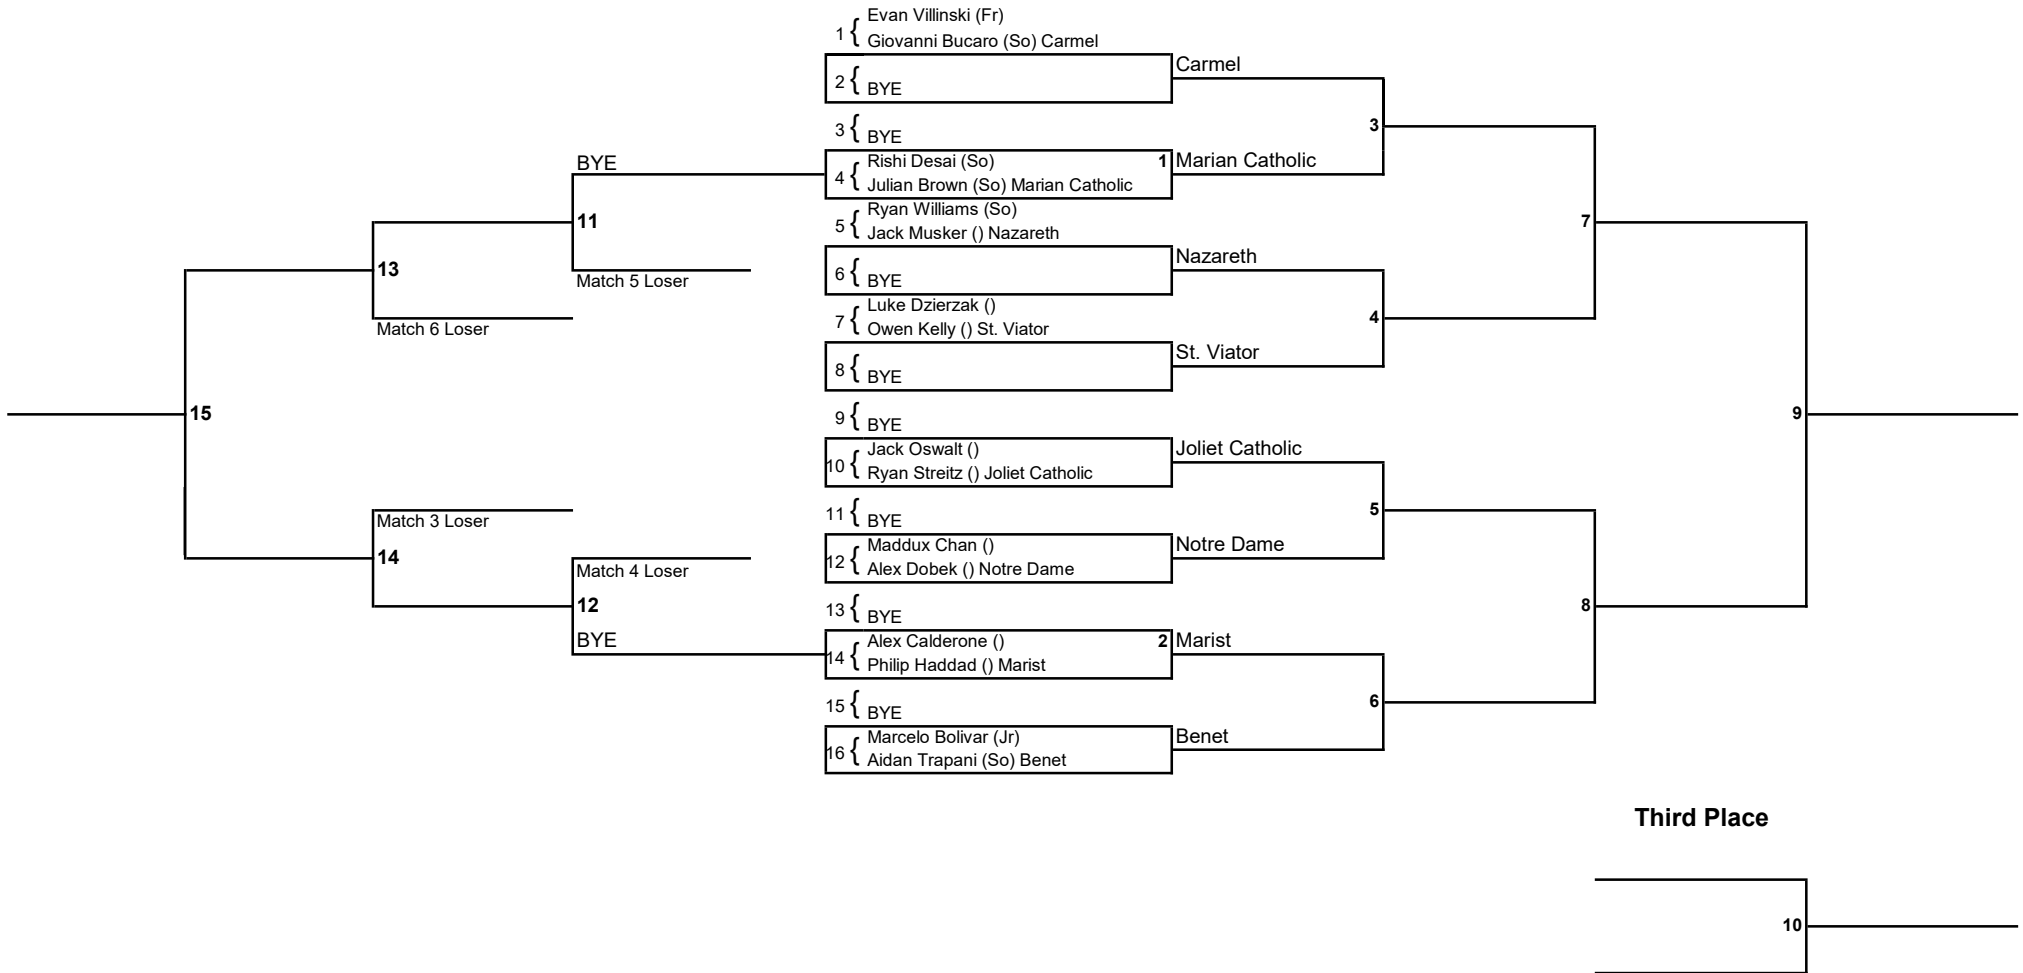 Evan Villinski (Fr)
1 { Giovanni Bucaro (So) Carmel
Carmel
2 { BYE
3 { BYE
3
BYE
Rishi Desai (So)
1 Marian Catholic
4 { Julian Brown (So) Marian Catholic
Ryan Williams (So)
11
7
5 { Jack Musker () Nazareth
Nazareth
13
6 { BYE
Match 5 Loser
Luke Dzierzak ()
4
7 { Owen Kelly () St. Viator
Match 6 Loser
St. Viator
8 { BYE
15
9 { BYE
9
Jack Oswalt ()
Joliet Catholic
10 { Ryan Streitz () Joliet Catholic
11 { BYE
5
Match 3 Loser
Maddux Chan ()
Notre Dame
14
12 { Alex Dobek () Notre Dame
Match 4 Loser
12
13 { BYE
8
BYE
Alex Calderone ()
2 Marist
14 { Philip Haddad () Marist
15 { BYE
6
Marcelo Bolivar (Jr)
Benet
16 { Aidan Trapani (So) Benet
Third Place
10